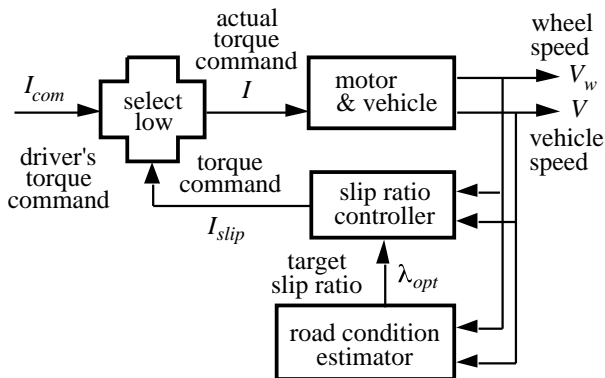 actual
torque
command
wheel
speed
I_com
select
low
I
motor
& vehicle
V_w
V
driver's
torque
command
torque
command
I_slip
slip ratio
controller
vehicle
speed
target
slip ratio
λ_opt
road condition
estimator